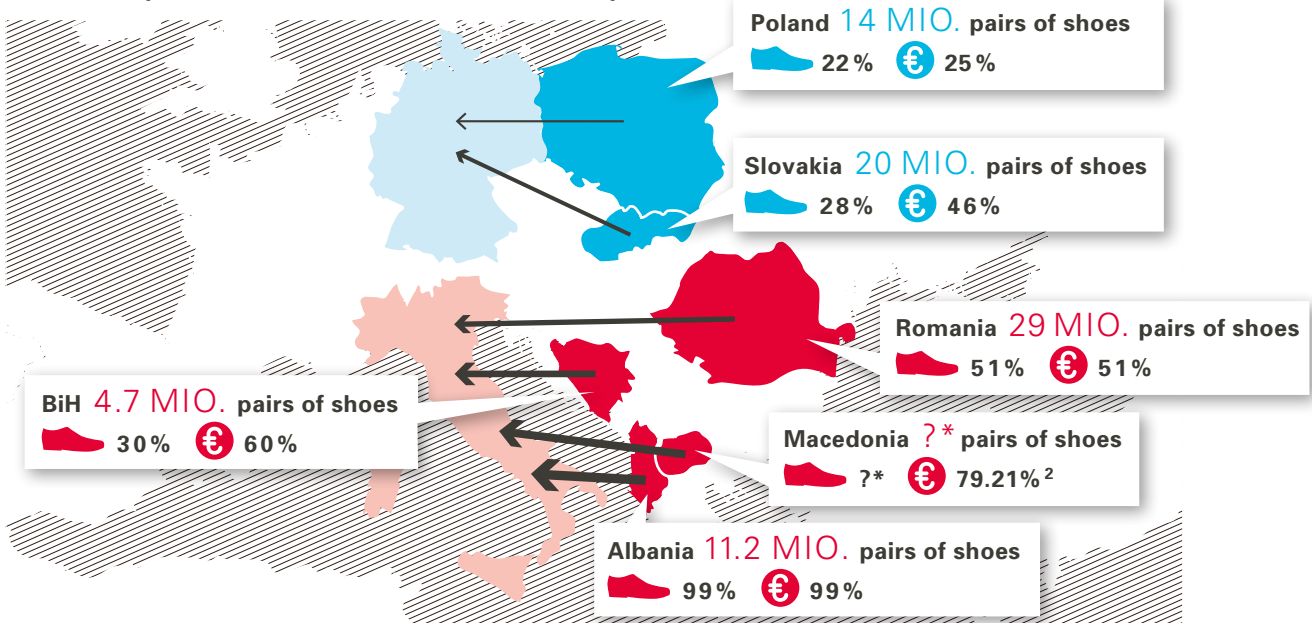 Poland 14 MIO. pairs of shoes
22% € 25%
Slovakia 20 MIO. pairs of shoes
28% € 46%
Romania 29 MIO. pairs of shoes
51% € 51%
BiH 4.7 MIO. pairs of shoes
30% € 60%
Macedonia ?* pairs of shoes
?* € 79.21%²
Albania 11.2 MIO. pairs of shoes
99% € 99%